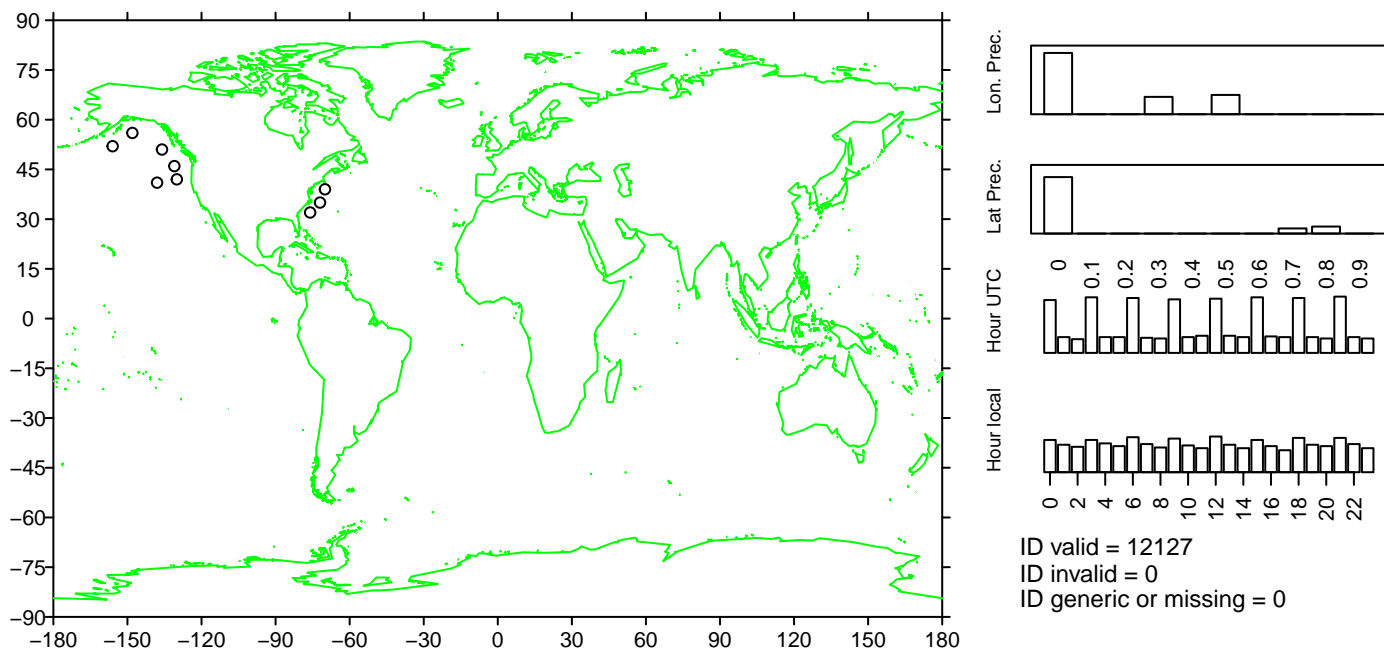 90
75
60
45
30
15
0
−15
−30
−45
−60
−75
−90
−180 −150 −120 −90 −60 −30 0 30 60 90 120 150 180
Lon. Prec.
Lat Prec.
0 0.1 0.2 0.3 0.4 0.5 0.6 0.7 0.8 0.9
Hour UTC
Hour local
0 2 4 6 8 10 12 14 16 18 20 22
ID valid = 12127
ID invalid = 0
ID generic or missing = 0